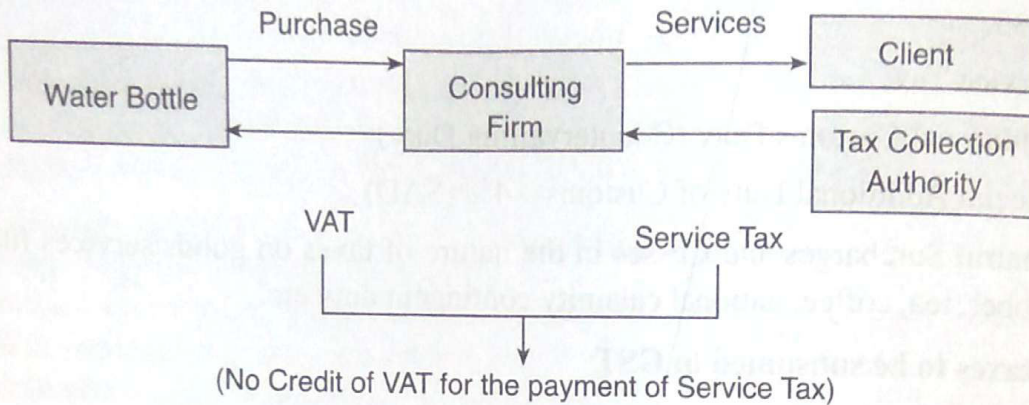 Purchase
Services
Water Bottle
Consulting
Firm
Client
Tax Collection
Authority
VAT
Service Tax
(No Credit of VAT for the payment of Service Tax)